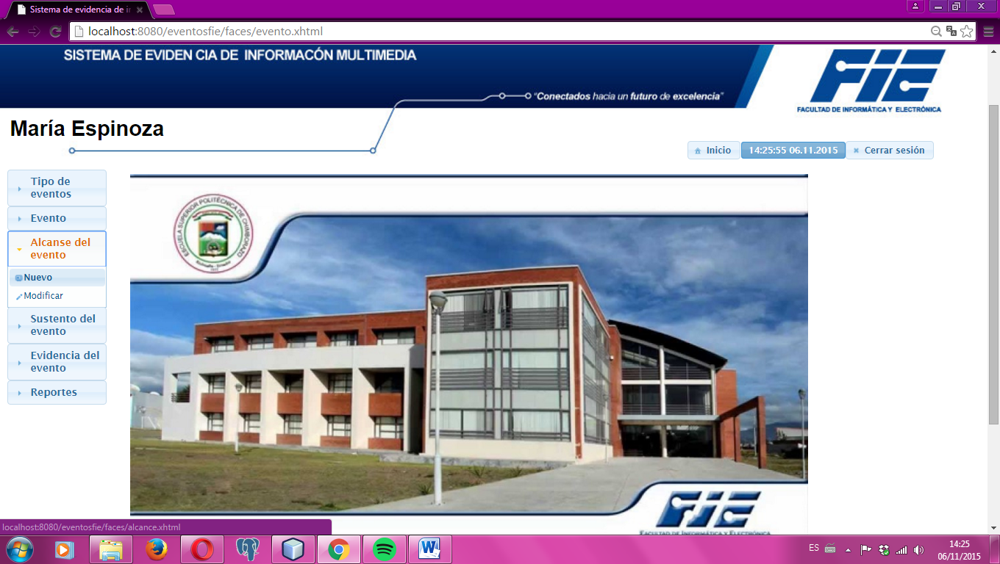 Sistema de evidencia de i
localhost:8080/eventosfie/faces/evento.xhtml
SISTEMA DE EVIDEN CIA DE INFORMACÓN MULTIMEDIA
"Conectados hacia un futuro de excelencia"
FIE
FACULTAD DE INFORMÁTICA Y ELECTRÓNICA
María Espinoza
Inicio
14:25:55 06.11.2015
Cerrar sesión
Tipo de
eventos
Evento
Alcanse del
evento
Nuevo
Modificar
Sustento del
evento
Evidencia del
evento
Reportes
ESCUELA SUPERIOR POLITÉCNICA DE CHIMBORAZO
FIE
FACULTAD DE INFORMÁTICA Y ELECTRÓNICA
localhost:8080/eventosfie/faces/alcance.xhtml
ES
14:25
06/11/2015